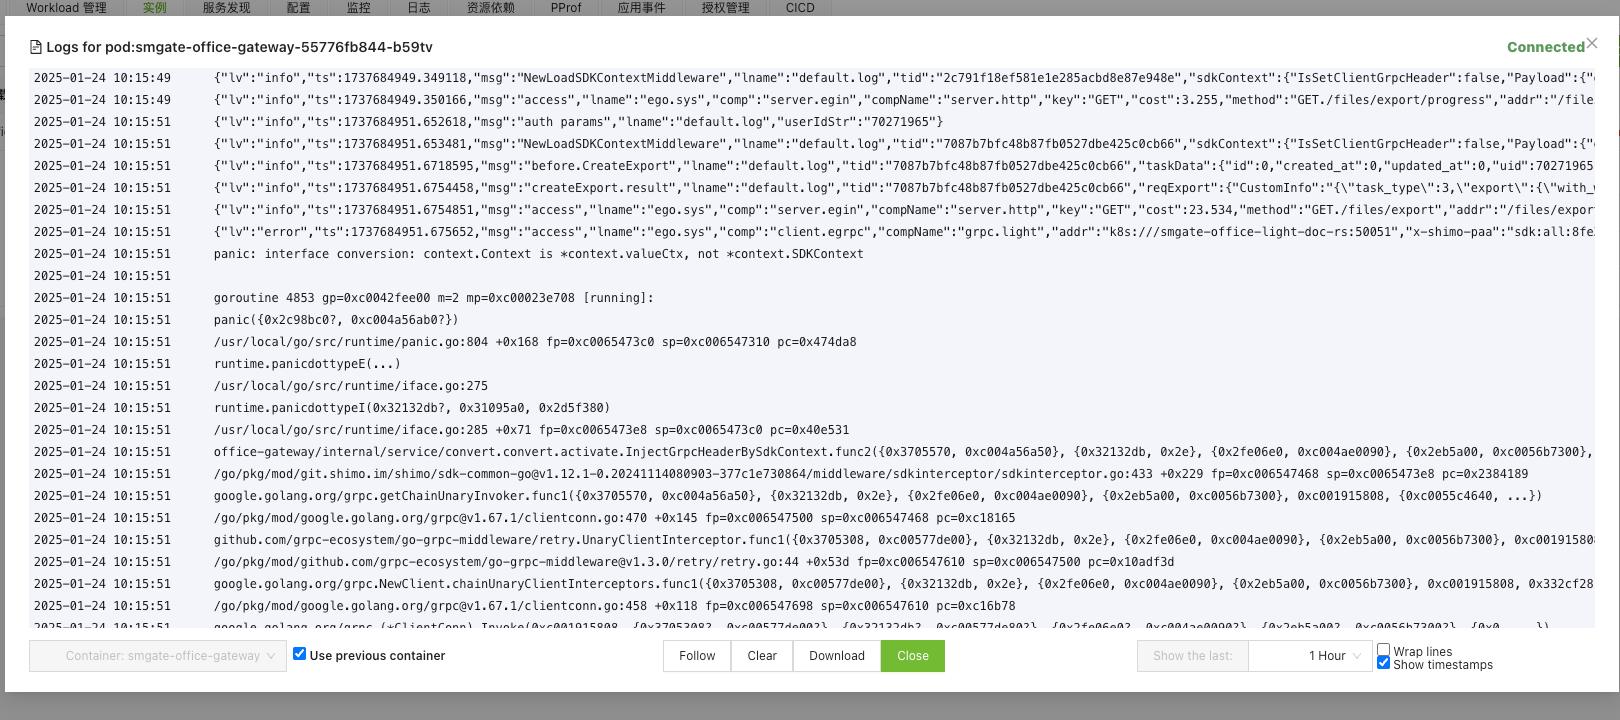 Workload 管理 实例 服务发现 配置 监控 日志 资源依赖 PProf 应用事件 授权管理 CICD
Logs for pod:smgate-office-gateway-55776fb844-b59tv
Connected
2025-01-24 10:15:49 {"lv":"info","ts":1737684949.349118,"msg":"NewLoadSDKContextMiddleware","lname":"default.log","tid":"2c791f18ef581e1e285acbd8e87e948e","sdkContext":{"IsSetClientGrpcHeader":false,"Payload":{"
2025-01-24 10:15:49 {"lv":"info","ts":1737684949.350166,"msg":"access","lname":"ego.sys","comp":"server.egin","compName":"server.http","key":"GET","cost":3.255,"method":"GET./files/export/progress","addr":"/file
2025-01-24 10:15:51 {"lv":"info","ts":1737684951.652618,"msg":"auth params","lname":"default.log","userIdStr":"70271965"}
2025-01-24 10:15:51 {"lv":"info","ts":1737684951.653481,"msg":"NewLoadSDKContextMiddleware","lname":"default.log","tid":"7087b7bfc48b87fb0527dbe425c0cb66","sdkContext":{"IsSetClientGrpcHeader":false,"Payload":{"
2025-01-24 10:15:51 {"lv":"info","ts":1737684951.6718595,"msg":"before.CreateExport","lname":"default.log","tid":"7087b7bfc48b87fb0527dbe425c0cb66","taskData":{"id":0,"created_at":0,"updated_at":0,"uid":70271965
2025-01-24 10:15:51 {"lv":"info","ts":1737684951.6754458,"msg":"createExport.result","lname":"default.log","tid":"7087b7bfc48b87fb0527dbe425c0cb66","reqExport":{"CustomInfo":"{\"task_type\":3,\"export\":{\"with_
2025-01-24 10:15:51 {"lv":"info","ts":1737684951.6754851,"msg":"access","lname":"ego.sys","comp":"server.egin","compName":"server.http","key":"GET","cost":23.534,"method":"GET./files/export","addr":"/files/expor
2025-01-24 10:15:51 {"lv":"error","ts":1737684951.675652,"msg":"access","lname":"ego.sys","comp":"client.egrpc","compName":"grpc.light","addr":"k8s:///smgate-office-light-doc-rs:50051","x-shimo-paa":"sdk:all:8fe
2025-01-24 10:15:51 panic: interface conversion: context.Context is *context.valueCtx, not *context.SDKContext
2025-01-24 10:15:51
2025-01-24 10:15:51 goroutine 4853 gp=0xc0042fee00 m=2 mp=0xc00023e708 [running]:
2025-01-24 10:15:51 panic({0x2c98bc0?, 0xc004a56ab0?})
2025-01-24 10:15:51 /usr/local/go/src/runtime/panic.go:804 +0x168 fp=0xc0065473c0 sp=0xc006547310 pc=0x474da8
2025-01-24 10:15:51 runtime.panicdottypeE(...)
2025-01-24 10:15:51 /usr/local/go/src/runtime/iface.go:275
2025-01-24 10:15:51 runtime.panicdottypeI(0x32132db?, 0x31095a0, 0x2d5f380)
2025-01-24 10:15:51 /usr/local/go/src/runtime/iface.go:285 +0x71 fp=0xc0065473e8 sp=0xc0065473c0 pc=0x40e531
2025-01-24 10:15:51 office-gateway/internal/service/convert.convert.activate.InjectGrpcHeaderBySdkContext.func2({0x3705570, 0xc004a56a50}, {0x32132db, 0x2e}, {0x2fe06e0, 0xc004ae0090}, {0x2eb5a00, 0xc0056b7300},
2025-01-24 10:15:51 /go/pkg/mod/git.shimo.im/shimo/sdk-common-go@v1.12.1-0.20241114080903-377c1e730864/middleware/sdkinterceptor/sdkinterceptor.go:433 +0x229 fp=0xc006547468 sp=0xc0065473e8 pc=0x2384189
2025-01-24 10:15:51 google.golang.org/grpc.getChainUnaryInvoker.func1({0x3705570, 0xc004a56a50}, {0x32132db, 0x2e}, {0x2fe06e0, 0xc004ae0090}, {0x2eb5a00, 0xc0056b7300}, 0xc001915808, {0xc0055c4640, ...})
2025-01-24 10:15:51 /go/pkg/mod/google.golang.org/grpc@v1.67.1/clientconn.go:470 +0x145 fp=0xc006547500 sp=0xc006547468 pc=0xc18165
2025-01-24 10:15:51 github.com/grpc-ecosystem/go-grpc-middleware/retry.UnaryClientInterceptor.func1({0x3705308, 0xc00577de00}, {0x32132db, 0x2e}, {0x2fe06e0, 0xc004ae0090}, {0x2eb5a00, 0xc0056b7300}, 0xc00191580
2025-01-24 10:15:51 /go/pkg/mod/github.com/grpc-ecosystem/go-grpc-middleware@v1.3.0/retry/retry.go:44 +0x53d fp=0xc006547610 sp=0xc006547500 pc=0x10adf3d
2025-01-24 10:15:51 google.golang.org/grpc.NewClient.chainUnaryClientInterceptors.func1({0x3705308, 0xc00577de00}, {0x32132db, 0x2e}, {0x2fe06e0, 0xc004ae0090}, {0x2eb5a00, 0xc0056b7300}, 0xc001915808, 0x332cf28
2025-01-24 10:15:51 /go/pkg/mod/google.golang.org/grpc@v1.67.1/clientconn.go:458 +0x118 fp=0xc006547698 sp=0xc006547610 pc=0xc16b78
2025-01-24 10:15:51 google.golang.org/grpc.(*ClientConn).Invoke(0xc001915808, {0x3705308?, 0xc00577de00?}, {0x32132db?, 0xc00577de80?}, {0x2fe06e0?, 0xc004ae0090?}, {0x2eb5a00?, 0xc0056b7300?}, {0x0, ...})
Container: smgate-office-gateway
Use previous container
Follow Clear Download Close
Show the last: 1 Hour
Wrap lines
Show timestamps